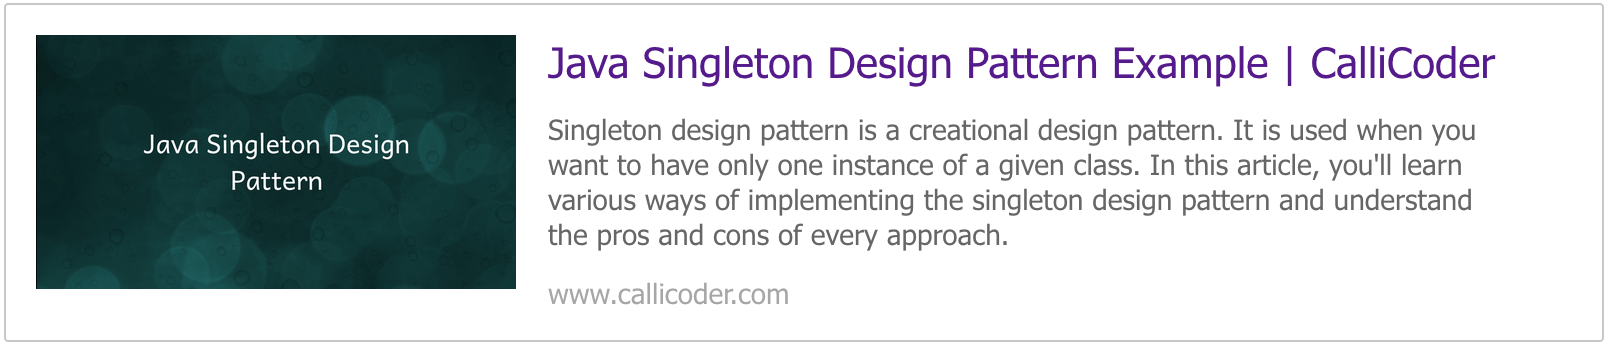 Java Singleton Design
Pattern
Java Singleton Design Pattern Example | CalliCoder
Singleton design pattern is a creational design pattern. It is used when you
want to have only one instance of a given class. In this article, you'll learn
various ways of implementing the singleton design pattern and understand
the pros and cons of every approach.
www.callicoder.com